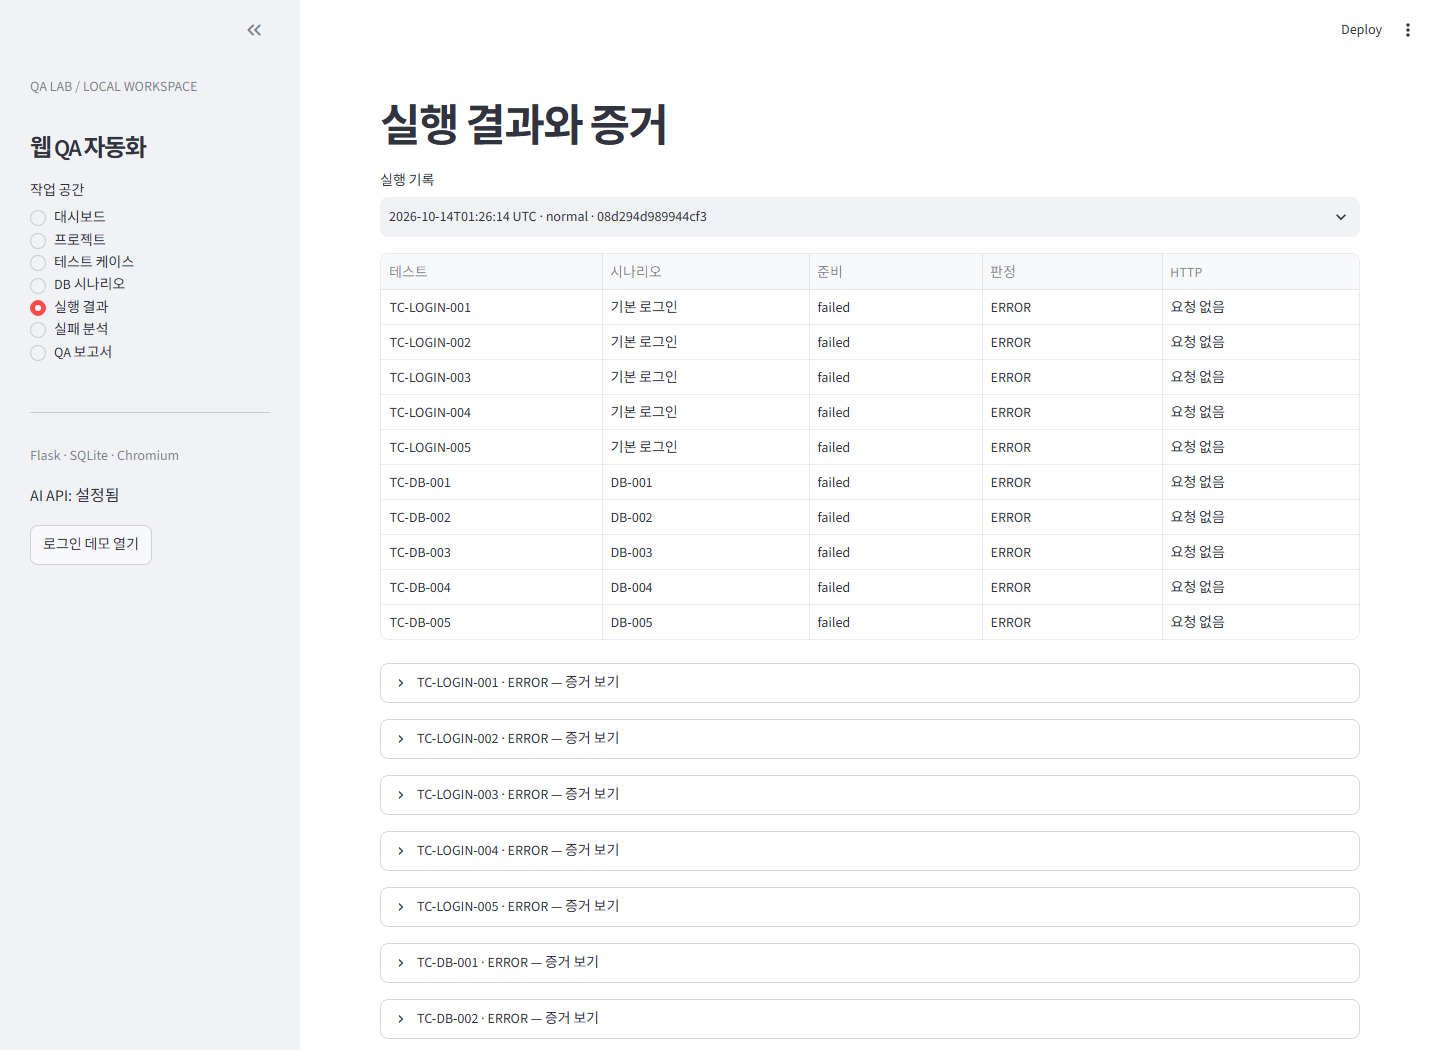 Deploy
QA LAB / LOCAL WORKSPACE
웹 QA 자동화
작업 공간
대시보드
프로젝트
테스트 케이스
DB 시나리오
실행 결과
실패 분석
QA 보고서
Flask · SQLite · Chromium
AI API: 설정됨
로그인 데모 열기
실행 결과와 증거
실행 기록
2026-10-14T01:26:14 UTC · normal · 08d294d989944cf3
테스트 시나리오 준비 판정 HTTP
TC-LOGIN-001 기본 로그인 failed ERROR 요청 없음
TC-LOGIN-002 기본 로그인 failed ERROR 요청 없음
TC-LOGIN-003 기본 로그인 failed ERROR 요청 없음
TC-LOGIN-004 기본 로그인 failed ERROR 요청 없음
TC-LOGIN-005 기본 로그인 failed ERROR 요청 없음
TC-DB-001 DB-001 failed ERROR 요청 없음
TC-DB-002 DB-002 failed ERROR 요청 없음
TC-DB-003 DB-003 failed ERROR 요청 없음
TC-DB-004 DB-004 failed ERROR 요청 없음
TC-DB-005 DB-005 failed ERROR 요청 없음
TC-LOGIN-001 · ERROR — 증거 보기
TC-LOGIN-002 · ERROR — 증거 보기
TC-LOGIN-003 · ERROR — 증거 보기
TC-LOGIN-004 · ERROR — 증거 보기
TC-LOGIN-005 · ERROR — 증거 보기
TC-DB-001 · ERROR — 증거 보기
TC-DB-002 · ERROR — 증거 보기